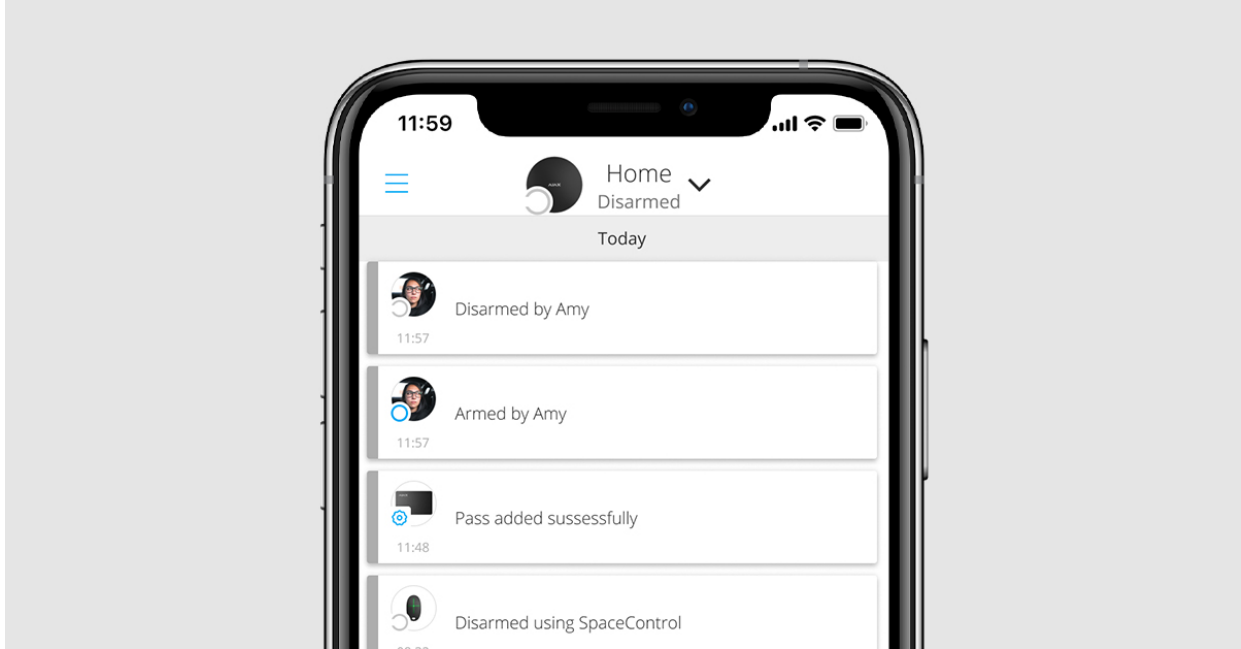 11:59
Home
Disarmed
Today
Disarmed by Amy
11:57
Armed by Amy
11:57
Pass added sussessfully
11:48
Disarmed using SpaceControl